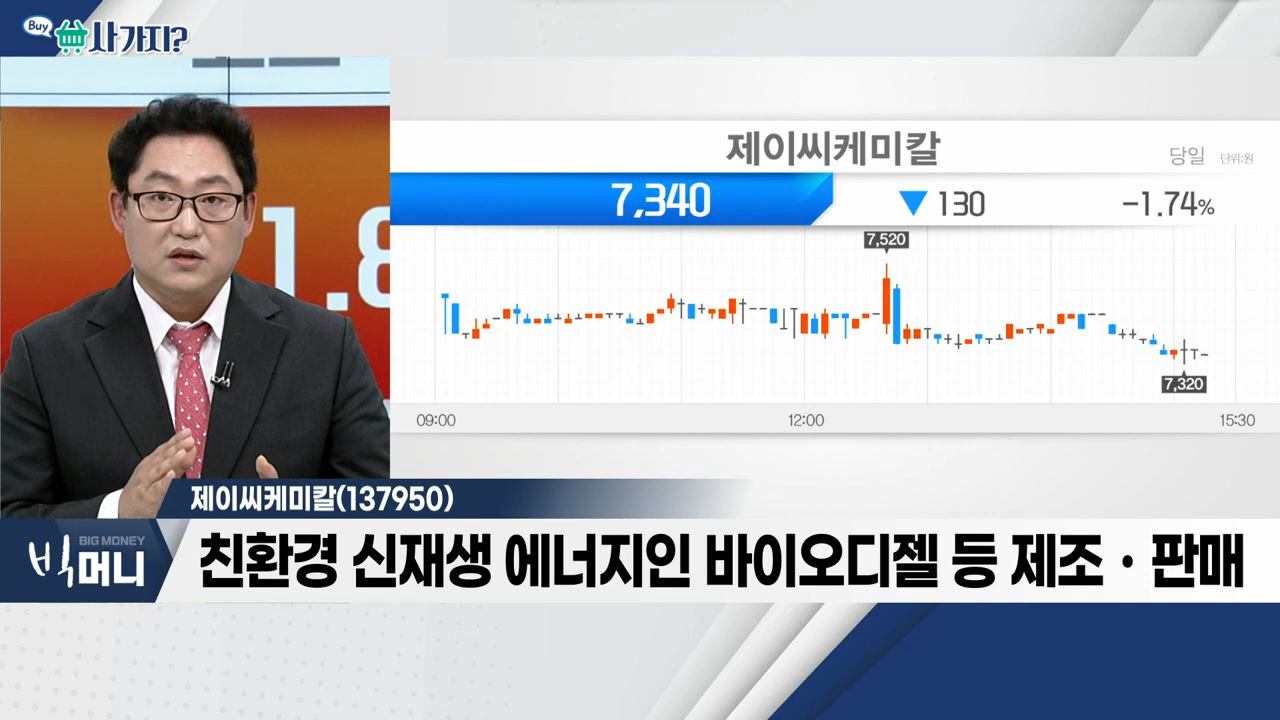 Buy
사가지?
1.8
제이씨케미칼
당일 단위:원
7,340 ▼ 130 -1.74%
7,520
7,320
09:00 12:00 15:30
제이씨케미칼(137950)
BIG MONEY
빅머니
친환경 신재생 에너지인 바이오디젤 등 제조·판매